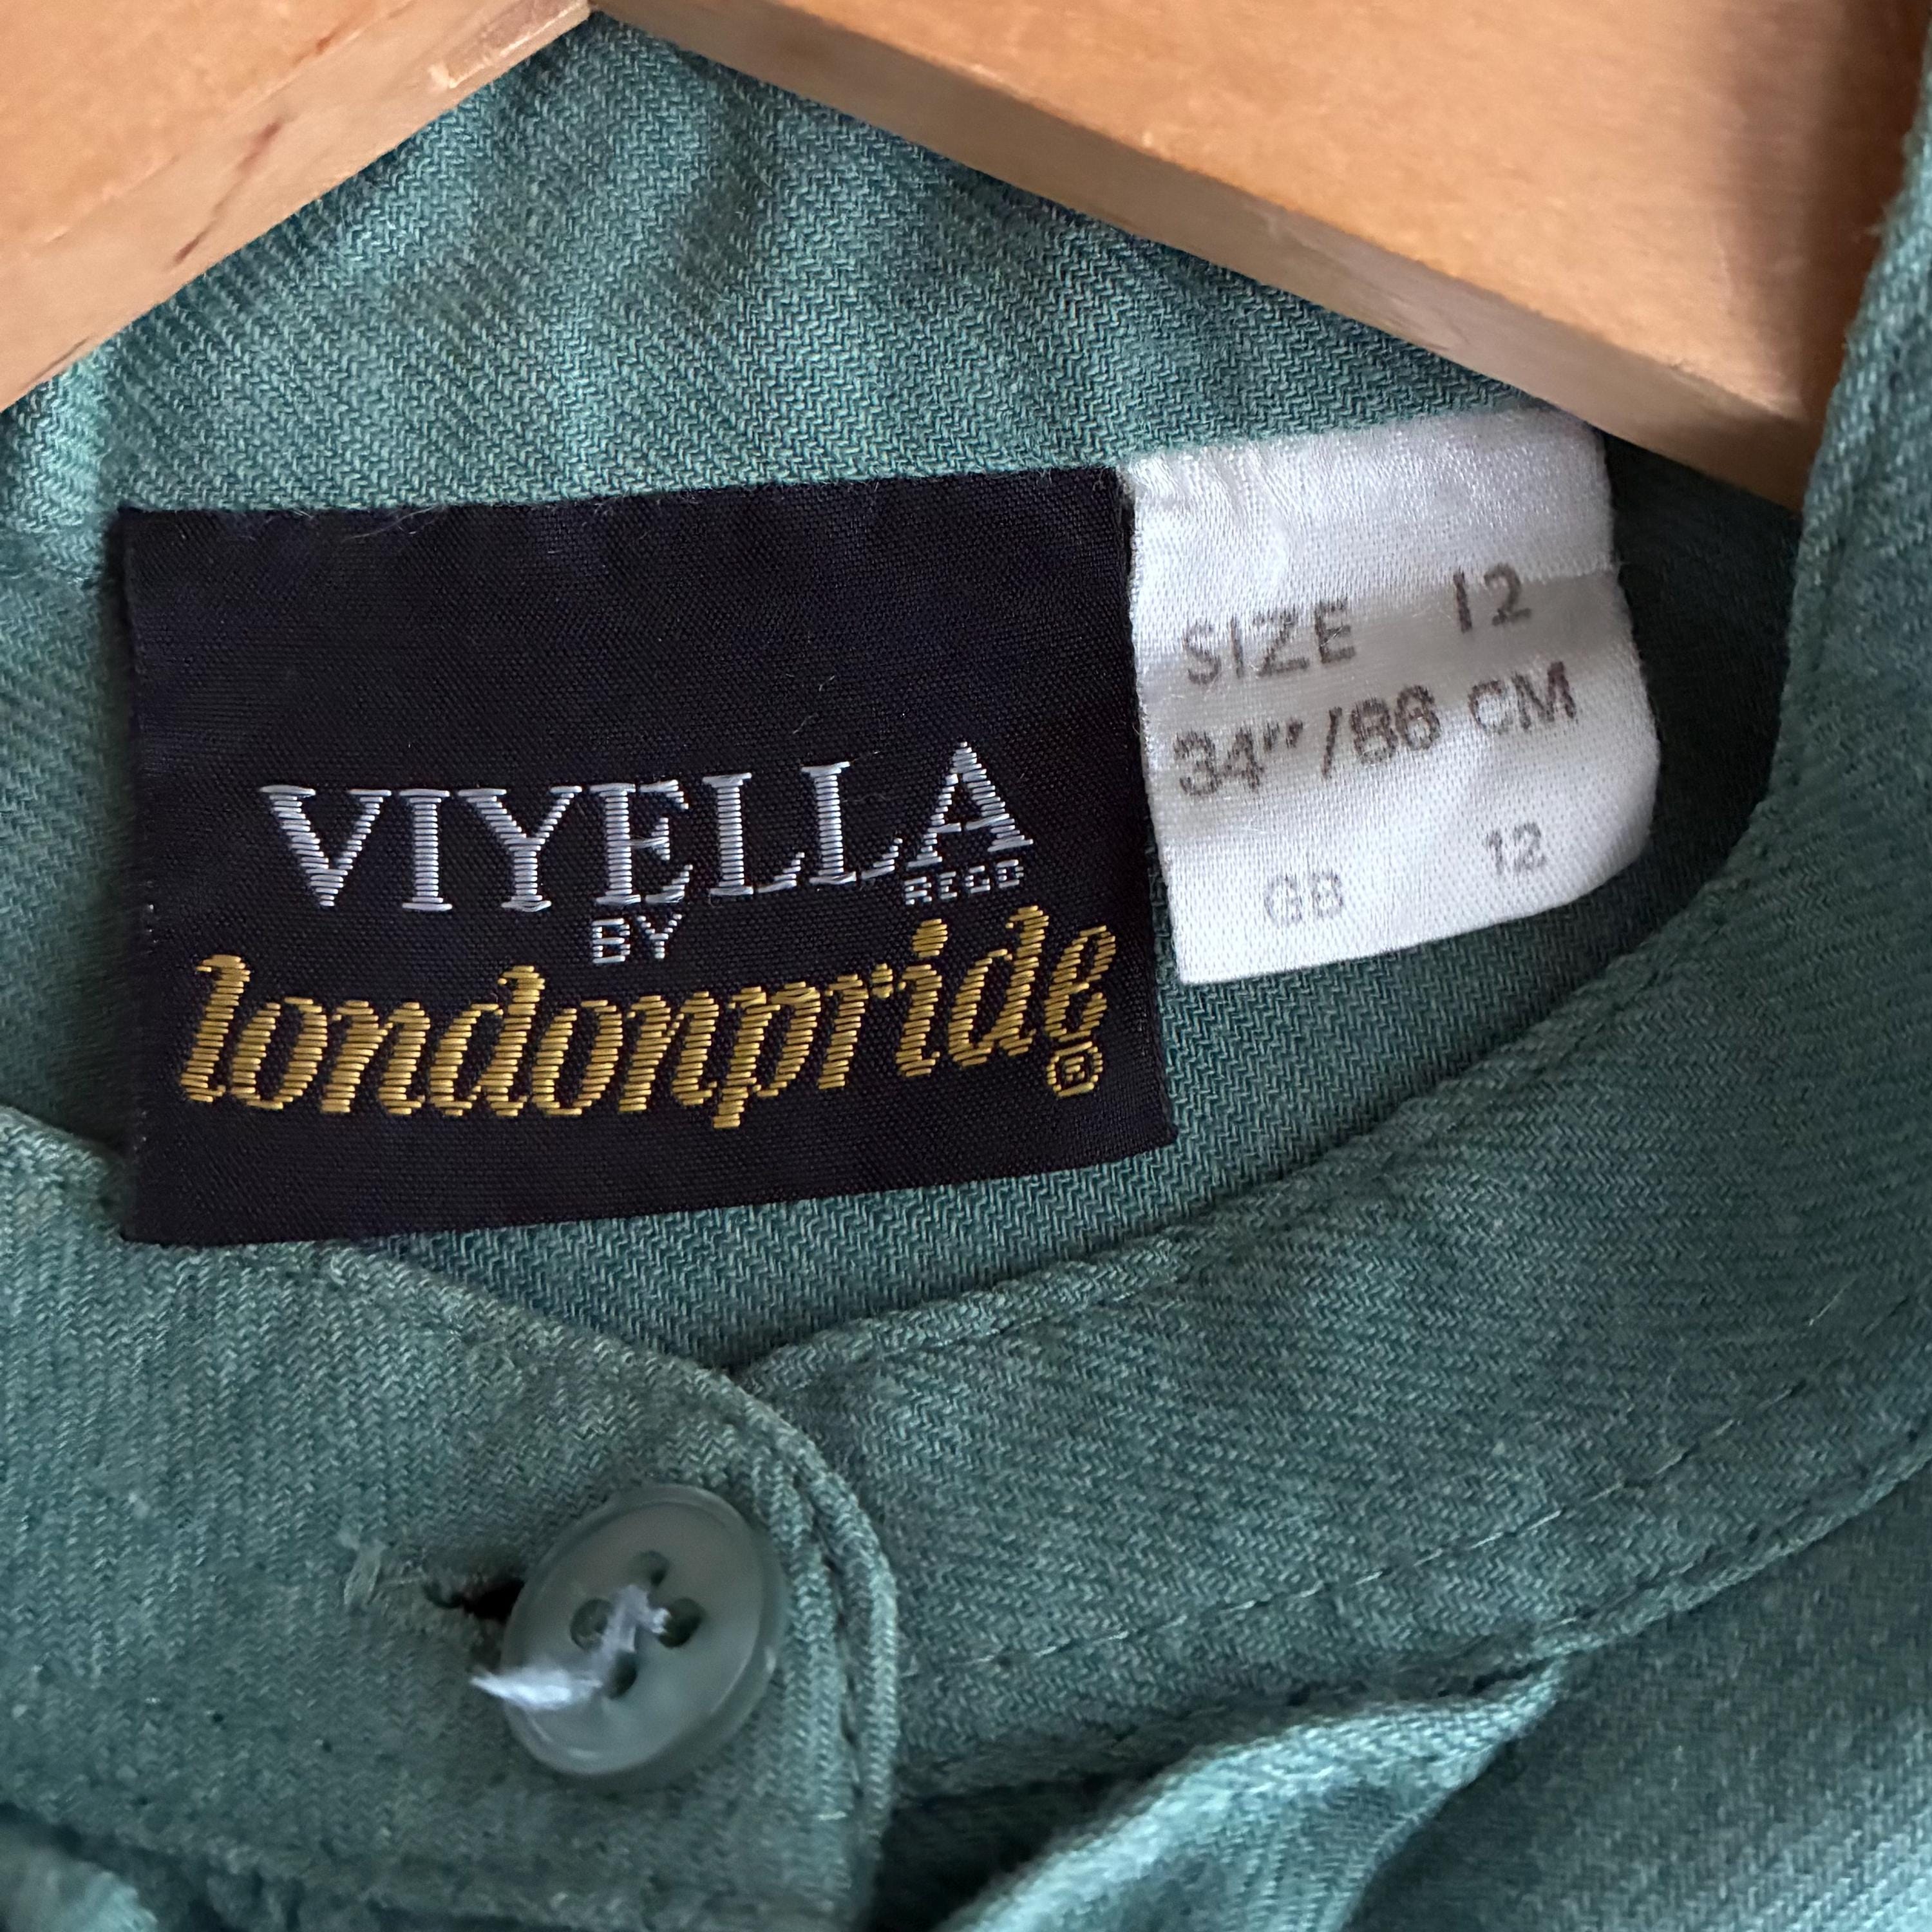 VIYELLA
REGD
BY
londonpride
®
SIZE 12
34"/86 CM
GB 12